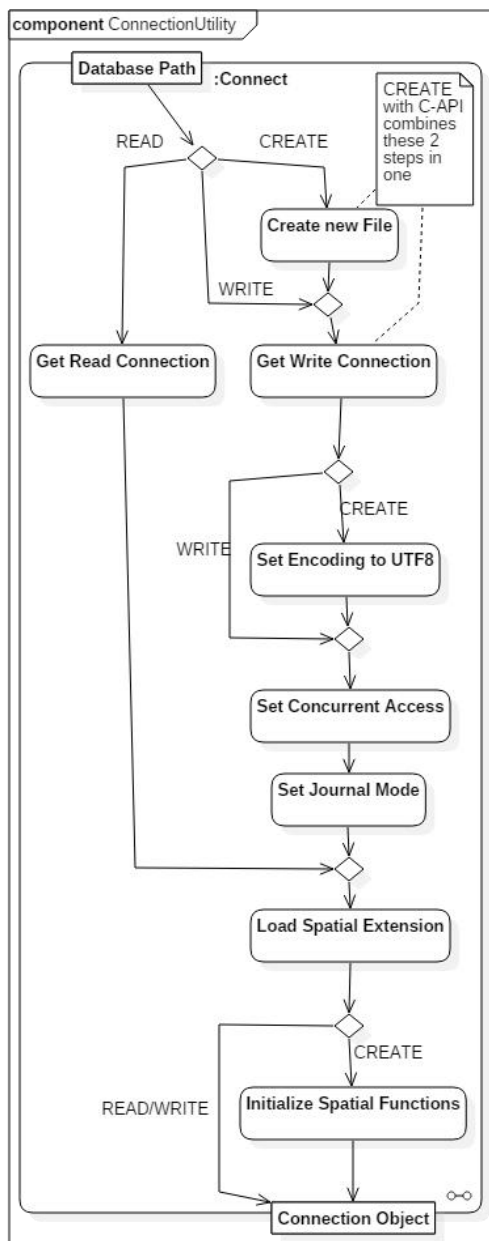 component ConnectionUtility
Database Path
:Connect
CREATE
with C-API
combines
these 2
steps in
one
READ
CREATE
Create new File
WRITE
Get Read Connection
Get Write Connection
CREATE
WRITE
Set Encoding to UTF8
Set Concurrent Access
Set Journal Mode
Load Spatial Extension
CREATE
READ/WRITE
Initialize Spatial Functions
Connection Object